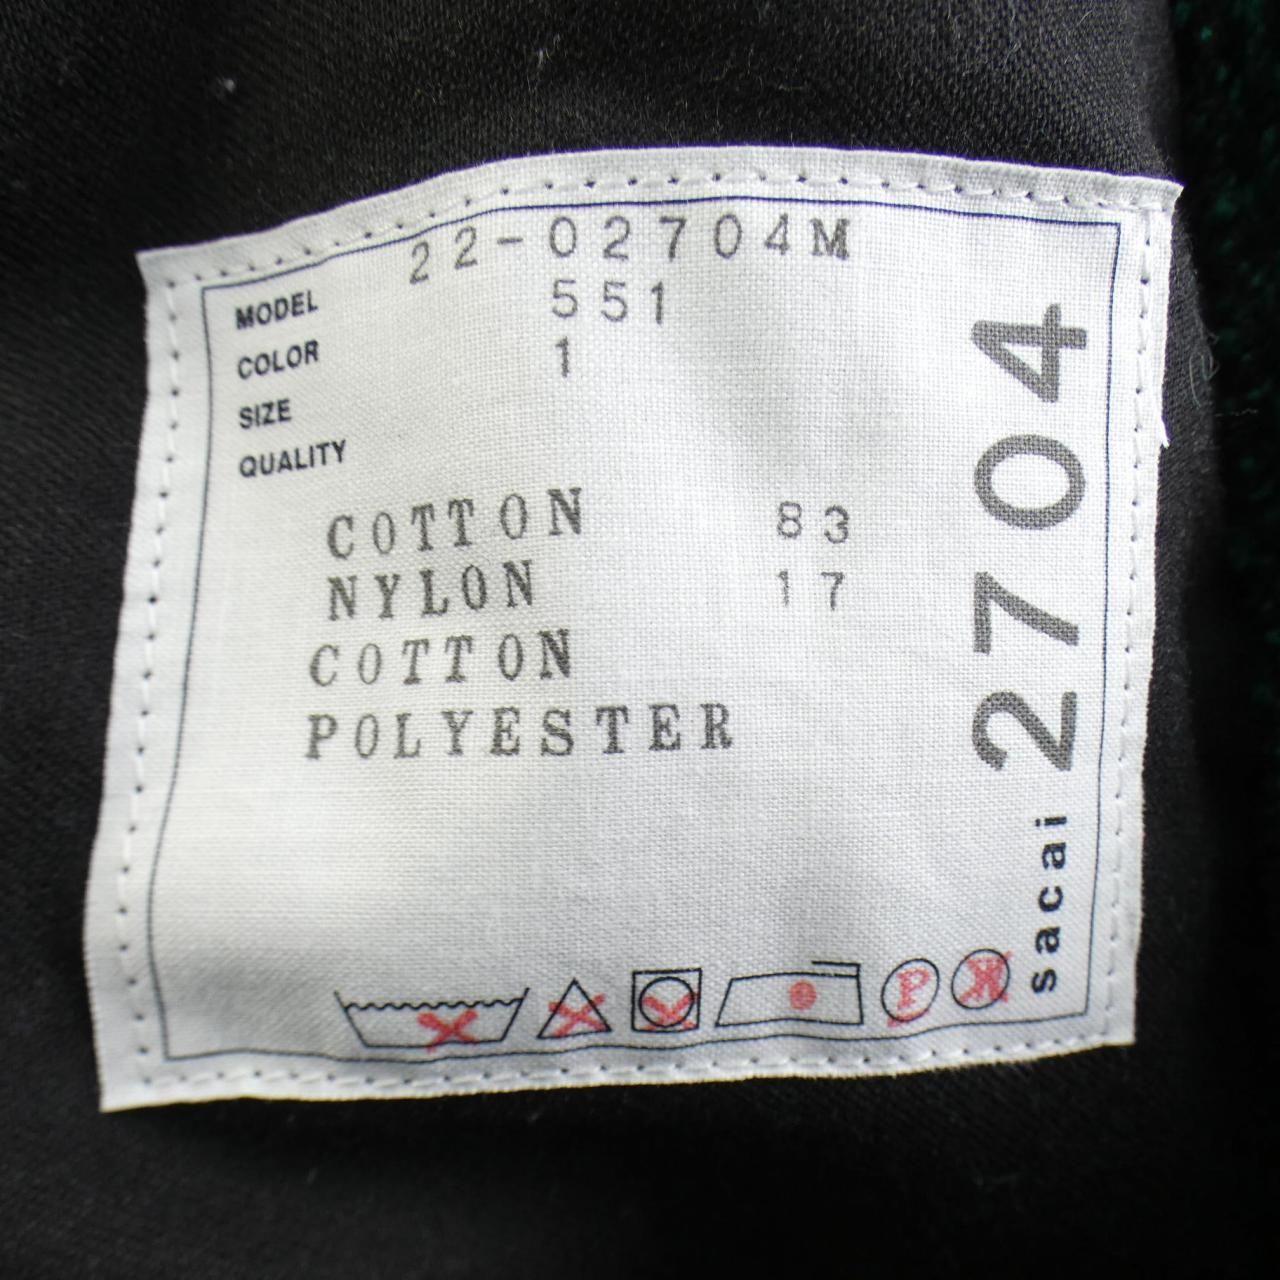 MODEL 22-02704M
COLOR 551
SIZE 1
QUALITY
COTTON 83
NYLON 17
COTTON
POLYESTER
sacai 2704
P